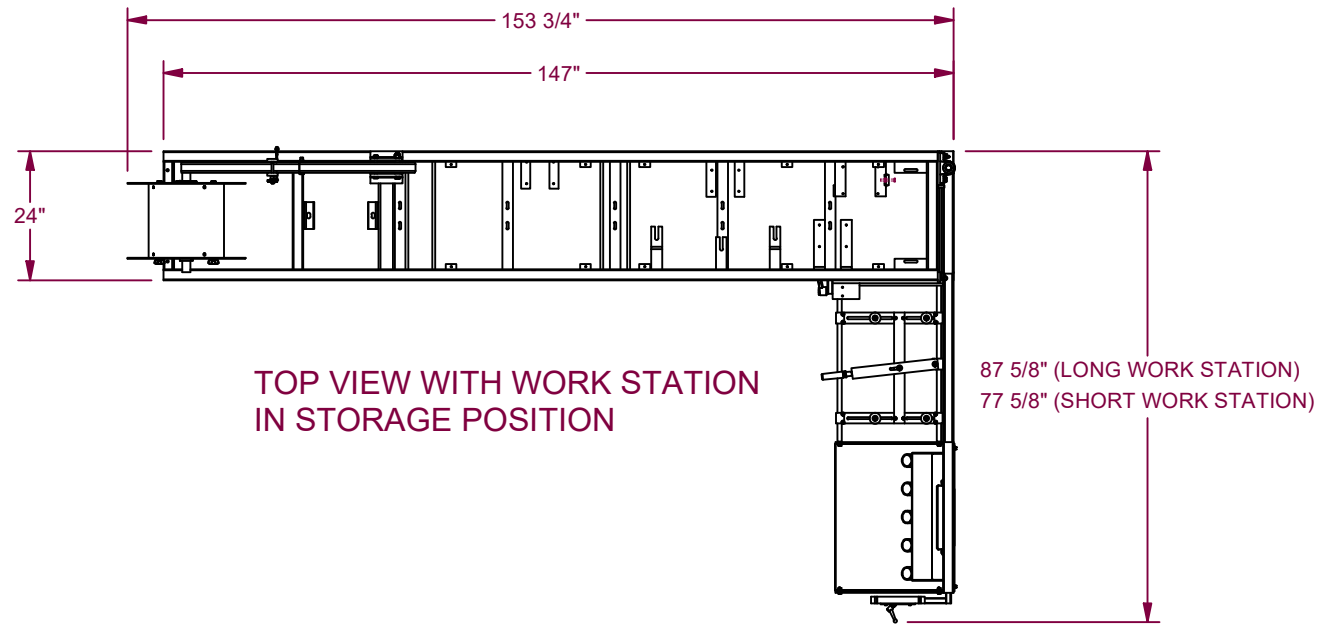 153 3/4"
147"
24"
TOP VIEW WITH WORK STATION
IN STORAGE POSITION
87 5/8" (LONG WORK STATION)
77 5/8" (SHORT WORK STATION)